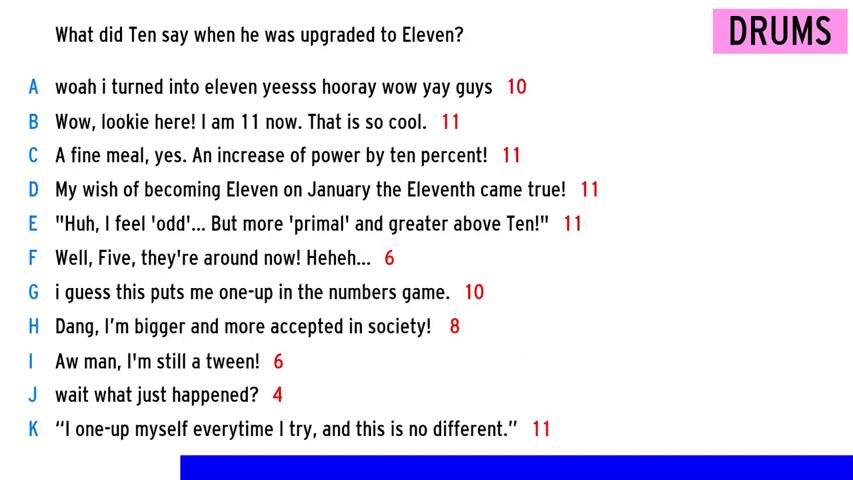 What did Ten say when he was upgraded to Eleven?
DRUMS
A woah i turned into eleven yeesss hooray wow yay guys 10
B Wow, lookie here! I am 11 now. That is so cool. 11
C A fine meal, yes. An increase of power by ten percent! 11
D My wish of becoming Eleven on January the Eleventh came true! 11
E "Huh, I feel 'odd'... But more 'primal' and greater above Ten!" 11
F Well, Five, they're around now! Heheh... 6
G i guess this puts me one-up in the numbers game. 10
H Dang, I’m bigger and more accepted in society! 8
I Aw man, I'm still a tween! 6
J wait what just happened? 4
K “I one-up myself everytime I try, and this is no different.” 11